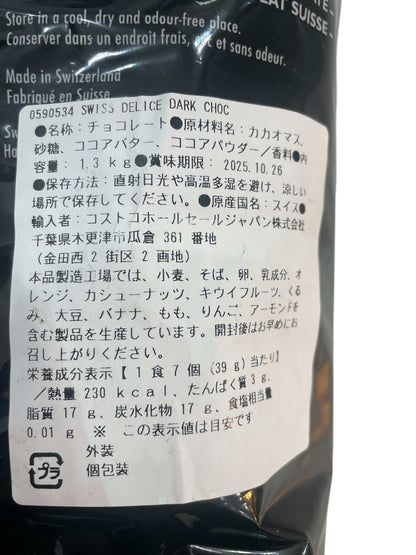 EAT SUISSE
Store in a cool, dry and odour-free place.
Conserver dans un endroit frais, et sans odeur.
Made in Switzerland
Fabriqué en Suisse
0590534 SWISS DELICE DARK CHOC
●名称：チョコレート●原材料名：カカオマス、
砂糖、ココアバター、ココアパウダー／香料●内
容量：1.3kg●賞味期限：2025.10.26
●保存方法：直射日光や高温多湿を避け、涼しい
場所で保存してください。●原産国名：スイス●
輸入者：コストコホールセールジャパン株式会社
千葉県木更津市瓜倉 361 番地
（金田西 2 街区 2 画地）
本品製造工場では、小麦、そば、卵、乳成分、オ
レンジ、カシューナッツ、キウイフルーツ、くる
み、大豆、バナナ、もも、りんご、アーモンドを
含む製品を生産しています。開封後はお早めにお
召し上がりください。
栄養成分表示【1食7個（39g）当たり】
／熱量 230 kcal、たんぱく質 3 g、
脂質 17 g、炭水化物 17 g、食塩相当量
0.01 g ※ この表示値は目安です
外装
プラ 個包装